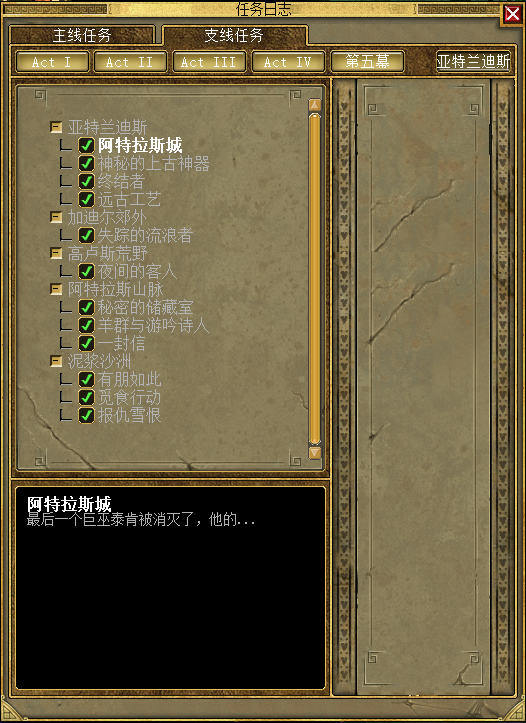 任务日志
主线任务
支线任务
Act I
Act II
Act III
Act IV
第五幕
亚特兰迪斯
亚特兰迪斯
阿特拉斯城
神秘的上古神器
终结者
远古工艺
加迪尔郊外
失踪的流浪者
高卢斯荒野
夜间的客人
阿特拉斯山脉
秘密的储藏室
羊群与游吟诗人
一封信
泥浆沙洲
有朋如此
觅食行动
报仇雪恨
阿特拉斯城
最后一个巨巫泰肯被消灭了，他的...